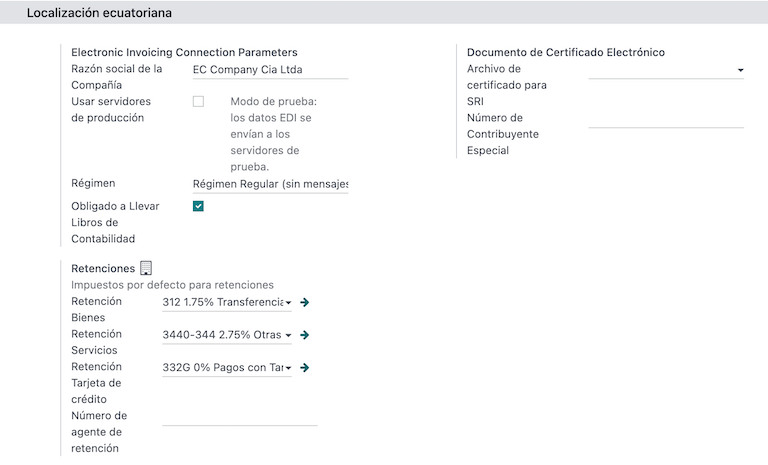 Localización ecuatoriana
Electronic Invoicing Connection Parameters
Razón social de la
Compañía
EC Company Cia Ltda
Usar servidores
de producción
Modo de prueba:
los datos EDI se
envían a los
servidores de
prueba.
Régimen
Régimen Regular (sin mensajes
Obligado a Llevar
Libros de
Contabilidad
Documento de Certificado Electrónico
Archivo de
certificado para
SRI
Número de
Contribuyente
Especial
Retenciones
Impuestos por defecto para retenciones
Retención
Bienes
312 1.75% Transferencia
Retención
Servicios
3440-344 2.75% Otras
Retención
Tarjeta de
crédito
332G 0% Pagos con Tar
Número de
agente de
retención